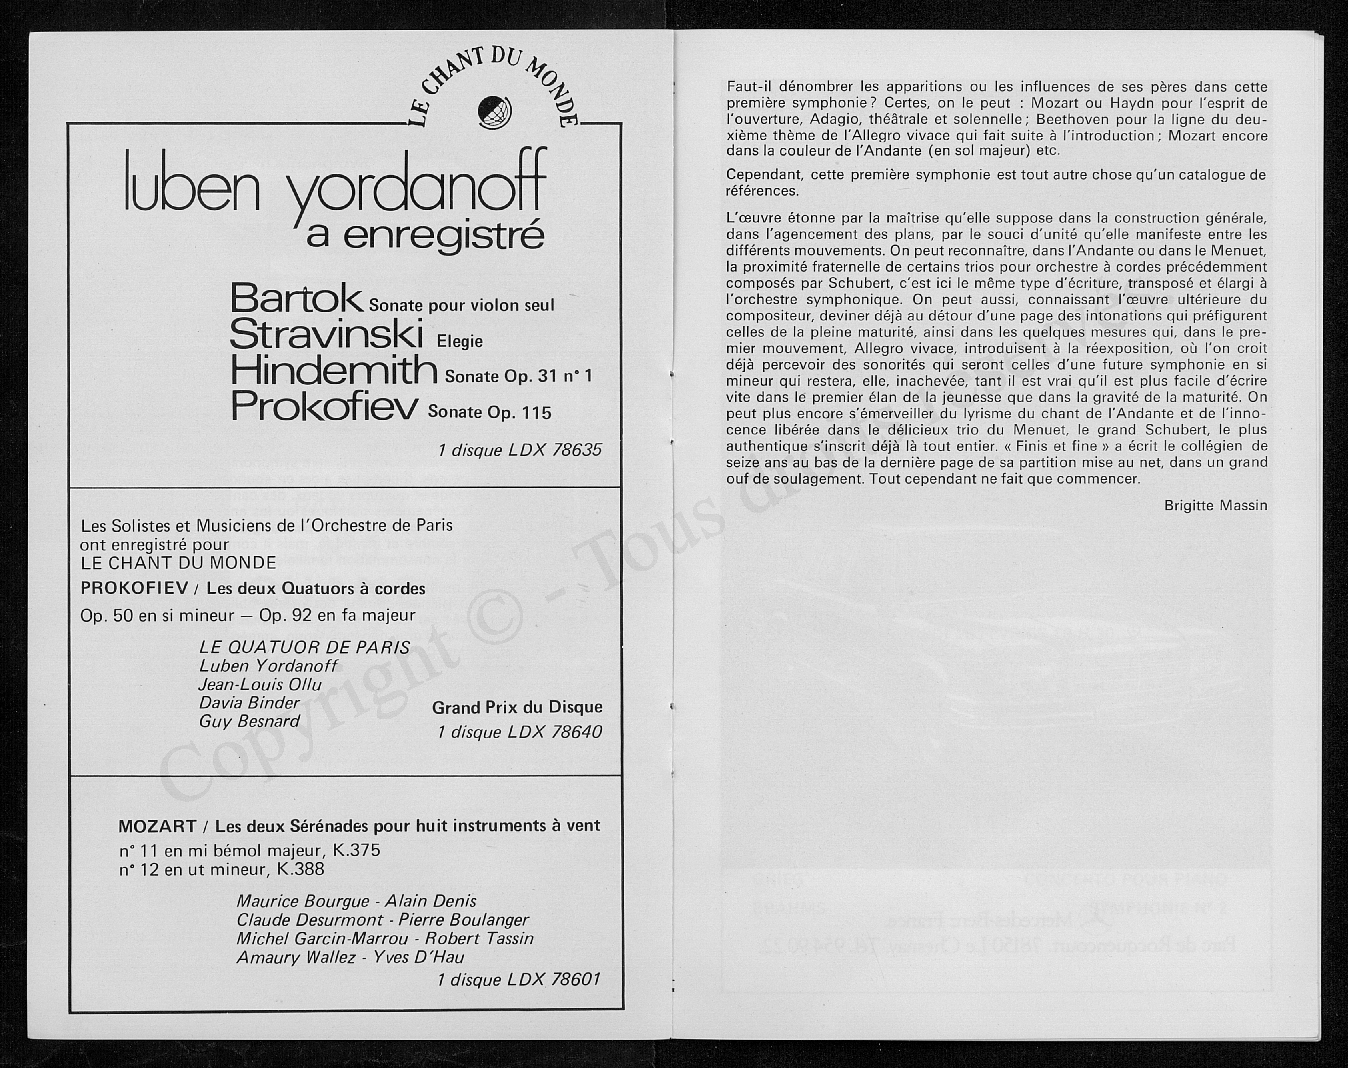 LE CHANT DU MONDE
luben yordanoff
a enregistré
Bartok Sonate pour violon seul
Stravinski Elegie
Hindemith Sonate Op. 31 n° 1
Prokofiev Sonate Op. 115
1 disque LDX 78635
Les Solistes et Musiciens de l'Orchestre de Paris
ont enregistré pour
LE CHANT DU MONDE
PROKOFIEV / Les deux Quatuors à cordes
Op. 50 en si mineur – Op. 92 en fa majeur
LE QUATUOR DE PARIS
Luben Yordanoff
Jean-Louis Ollu
Davia Binder
Guy Besnard
Grand Prix du Disque
1 disque LDX 78640
MOZART / Les deux Sérénades pour huit instruments à vent
n° 11 en mi bémol majeur, K.375
n° 12 en ut mineur, K.388
Maurice Bourgue - Alain Denis
Claude Desurmont - Pierre Boulanger
Michel Garcin-Marrou - Robert Tassin
Amaury Wallez - Yves D'Hau
1 disque LDX 78601
Faut-il dénombrer les apparitions ou les influences de ses pères dans cette
première symphonie ? Certes, on le peut : Mozart ou Haydn pour l'esprit de
l'ouverture, Adagio, théâtrale et solennelle ; Beethoven pour la ligne du deu-
xième thème de l'Allegro vivace qui fait suite à l'introduction ; Mozart encore
dans la couleur de l'Andante (en sol majeur) etc.
Cependant, cette première symphonie est tout autre chose qu'un catalogue de
références.
L'œuvre étonne par la maîtrise qu'elle suppose dans la construction générale,
dans l'agencement des plans, par le souci d'unité qu'elle manifeste entre les
différents mouvements. On peut reconnaître, dans l'Andante ou dans le Menuet,
la proximité fraternelle de certains trios pour orchestre à cordes précédemment
composés par Schubert, c'est ici le même type d'écriture, transposé et élargi à
l'orchestre symphonique. On peut aussi, connaissant l'œuvre ultérieure du
compositeur, deviner déjà au détour d'une page des intonations qui préfigurent
celles de la pleine maturité, ainsi dans les quelques mesures qui, dans le pre-
mier mouvement, Allegro vivace, introduisent à la réexposition, où l'on croit
déjà percevoir des sonorités qui seront celles d'une future symphonie en si
mineur qui restera, elle, inachevée, tant il est vrai qu'il est plus facile d'écrire
vite dans le premier élan de la jeunesse que dans la gravité de la maturité. On
peut plus encore s'émerveiller du lyrisme du chant de l'Andante et de l'inno-
cence libérée dans le délicieux trio du Menuet, le grand Schubert, le plus
authentique s'inscrit déjà là tout entier. « Finis et fine » a écrit le collégien de
seize ans au bas de la dernière page de sa partition mise au net, dans un grand
ouf de soulagement. Tout cependant ne fait que commencer.
Brigitte Massin
Copyright © - Tous